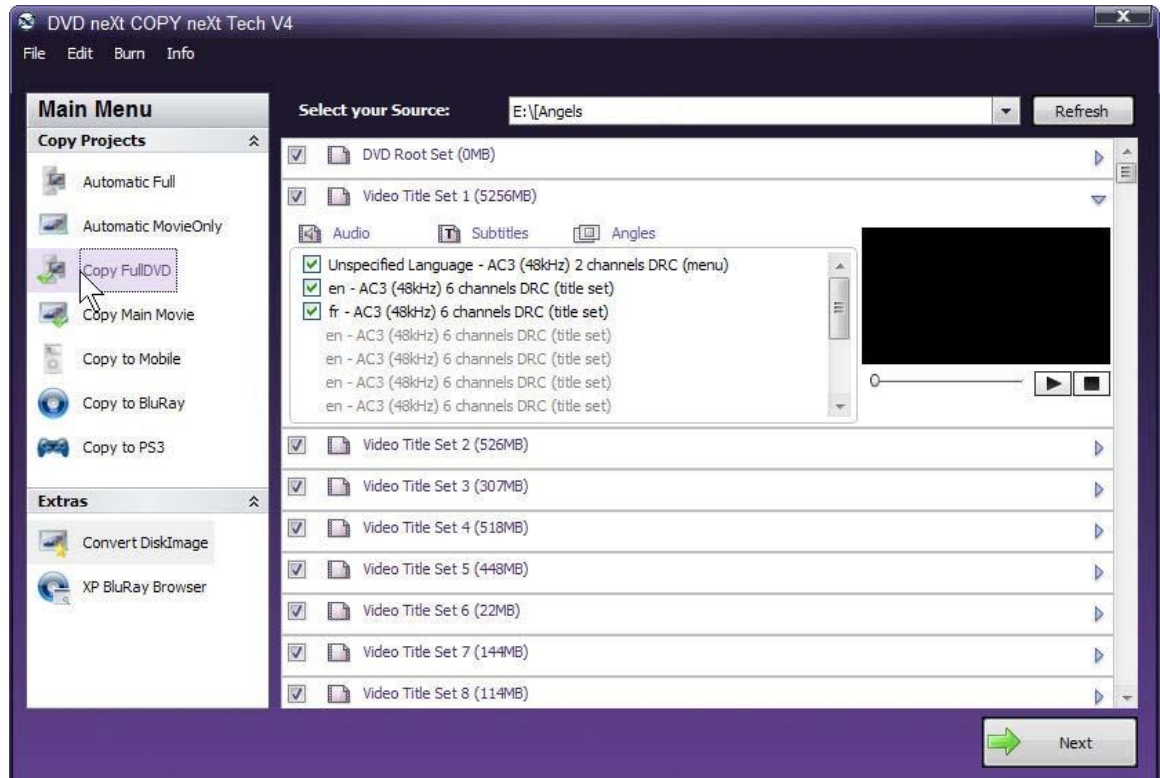 DVD neXt COPY neXt Tech V4
File Edit Burn Info
Main Menu
Copy Projects
Automatic Full
Automatic MovieOnly
Copy FullDVD
Copy Main Movie
Copy to Mobile
Copy to BluRay
Copy to PS3
Extras
Convert DiskImage
XP BluRay Browser
Select your Source: E:\[Angels Refresh
DVD Root Set (0MB)
Video Title Set 1 (5256MB)
Audio Subtitles Angles
Unspecified Language - AC3 (48kHz) 2 channels DRC (menu)
en - AC3 (48kHz) 6 channels DRC (title set)
fr - AC3 (48kHz) 6 channels DRC (title set)
en - AC3 (48kHz) 6 channels DRC (title set)
en - AC3 (48kHz) 6 channels DRC (title set)
en - AC3 (48kHz) 6 channels DRC (title set)
en - AC3 (48kHz) 6 channels DRC (title set)
Video Title Set 2 (526MB)
Video Title Set 3 (307MB)
Video Title Set 4 (518MB)
Video Title Set 5 (448MB)
Video Title Set 6 (22MB)
Video Title Set 7 (144MB)
Video Title Set 8 (114MB)
Next